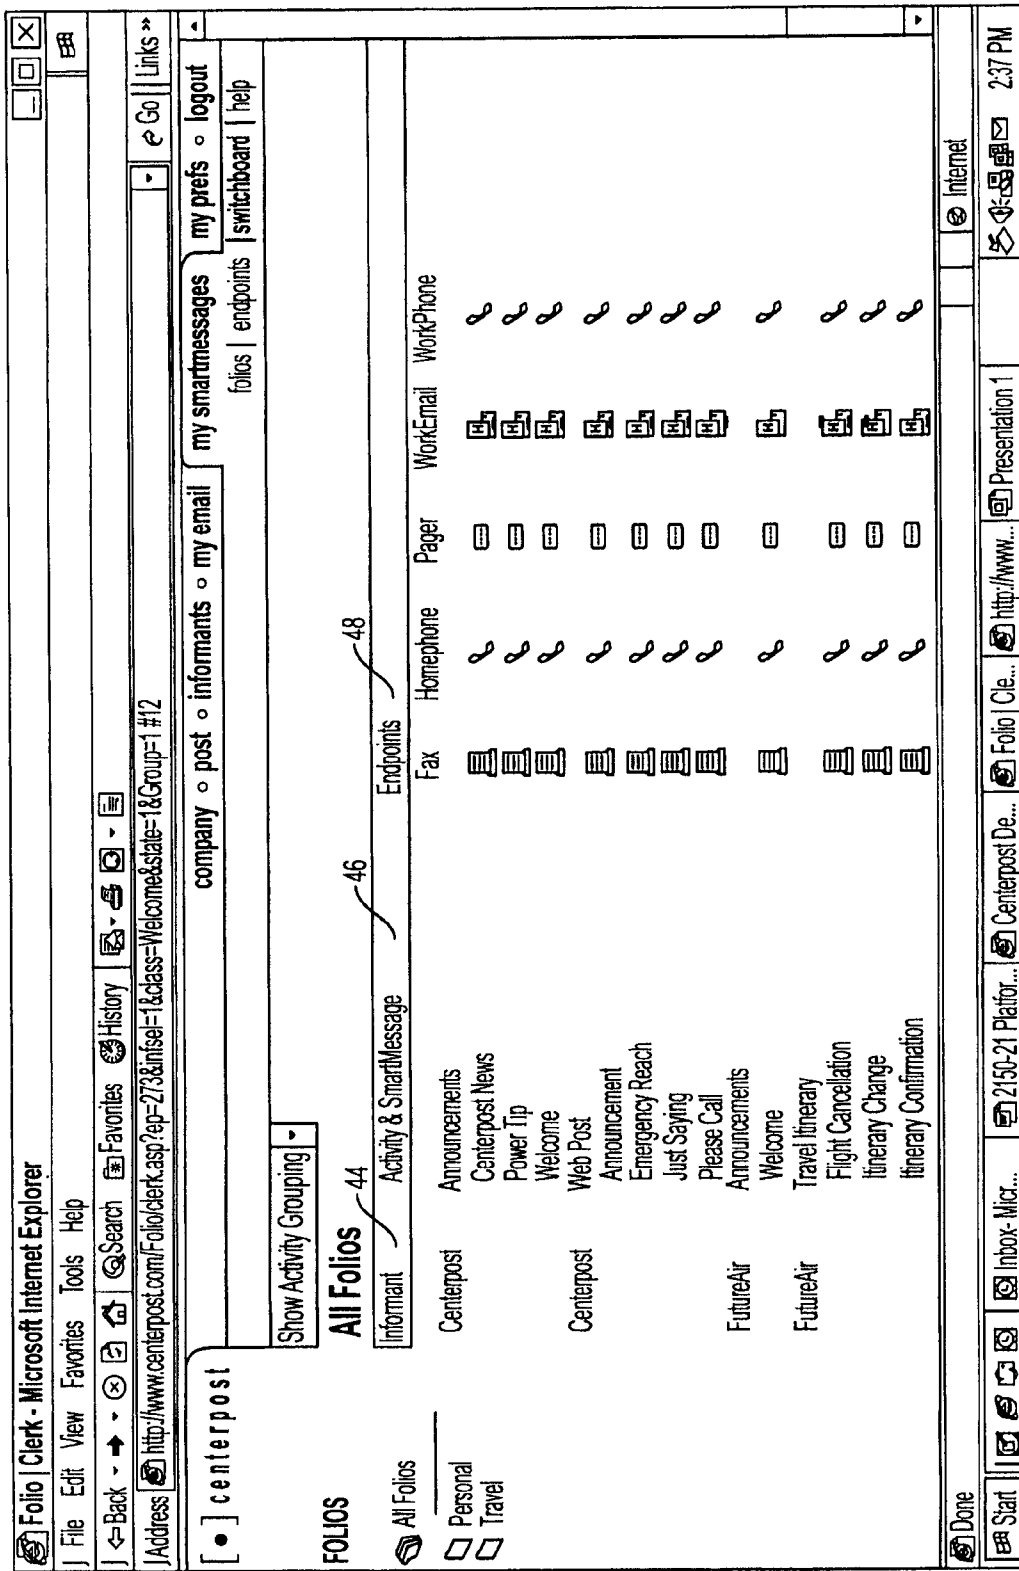 Folio | Clerk - Microsoft Internet Explorer
File Edit View Favorites Tools Help
Back Search Favorites History
Address http://www.centerpost.com/Folio/clerk.asp?ep=273&infsel=1&class=Welcome&state=1&Group=1 #12 Go Links »
[ ● ] centerpost
company o post o informants o my email my smartmessages my prefs o logout
folios | endpoints | switchboard | help
FOLIOS
All Folios
Personal
Travel
Show Activity Grouping
All Folios
44
46
48
Informant Activity & SmartMessage Endpoints
Fax Homephone Pager WorkEmail WorkPhone
Centerpost Announcements
Centerpost News
Power Tip
Welcome
Centerpost Web Post
Announcement
Emergency Reach
Just Saying
Please Call
FutureAir Announcements
Welcome
FutureAir Travel Itinerary
Flight Cancellation
Itinerary Change
Itinerary Confirmation
Done Internet
Start Inbox- Micr... 2150-21 Platfor... Centerpost De... Folio | Cle... http://www... Presentation 1 2:37 PM